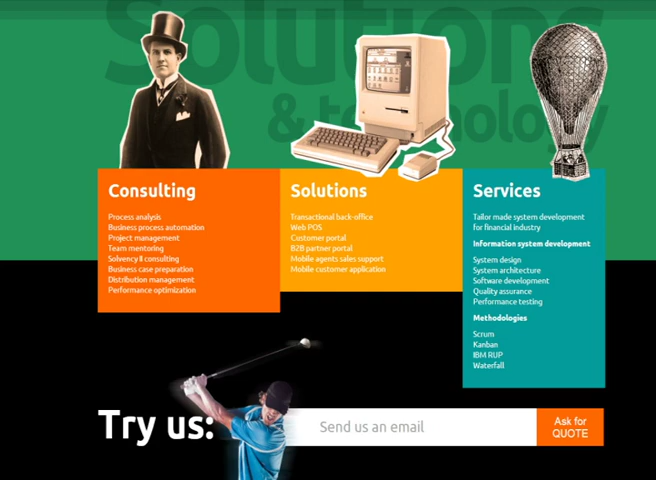 Solutions
& technology
Consulting
Process analysis
Business process automation
Project management
Team mentoring
Solvency II consulting
Business case preparation
Distribution management
Performance optimization
Solutions
Transactional back-office
Web POS
Customer portal
B2B partner portal
Mobile agents sales support
Mobile customer application
Services
Tailor made system development
for financial industry
Information system development
System design
System architecture
Software development
Quality assurance
Performance testing
Methodologies
Scrum
Kanban
IBM RUP
Waterfall
Try us:
Send us an email
Ask for
QUOTE